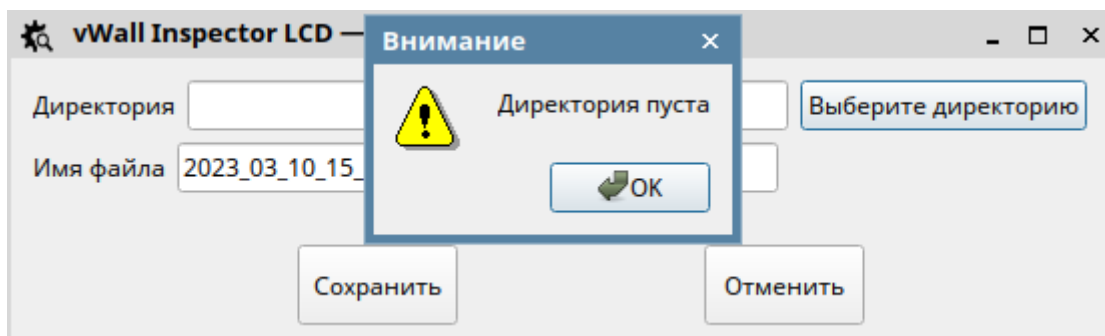 vWall Inspector LCD —
Внимание
Директория
Директория пуста
Выберите директорию
Имя файла 2023_03_10_15_
OK
Сохранить
Отменить